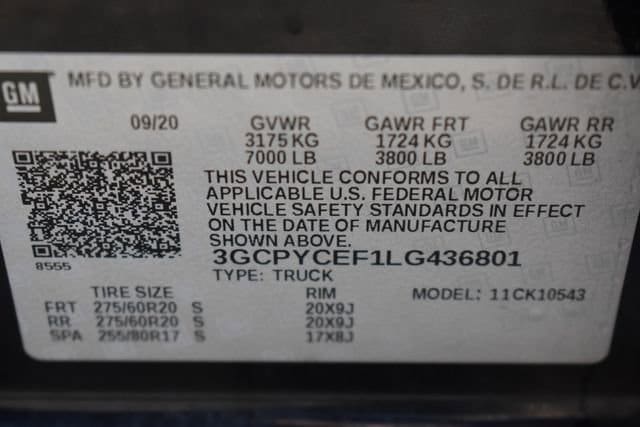 GM MFD BY GENERAL MOTORS DE MEXICO, S. DE R.L. DE C.V
09/20 GVWR GAWR FRT GAWR RR
3175 KG 1724 KG 1724 KG
7000 LB 3800 LB 3800 LB
THIS VEHICLE CONFORMS TO ALL
APPLICABLE U.S. FEDERAL MOTOR
VEHICLE SAFETY STANDARDS IN EFFECT
ON THE DATE OF MANUFACTURE
SHOWN ABOVE.
3GCPYCEF1LG436801
8555
TYPE: TRUCK
TIRE SIZE RIM MODEL: 11CK10543
FRT 275/60R20 S 20X9J
RR 275/60R20 S 20X9J
SPA 255/80R17 S 17X8J